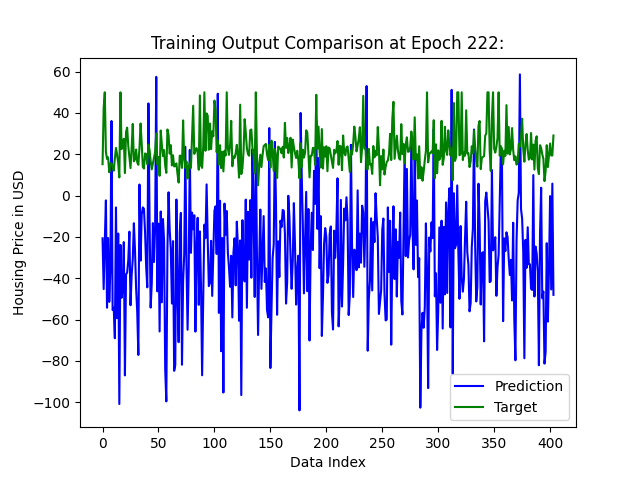 Training Output Comparison at Epoch 222:
Housing Price in USD
60
40
20
0
−20
−40
−60
−80
−100
0 50 100 150 200 250 300 350 400
Data Index
Prediction
Target